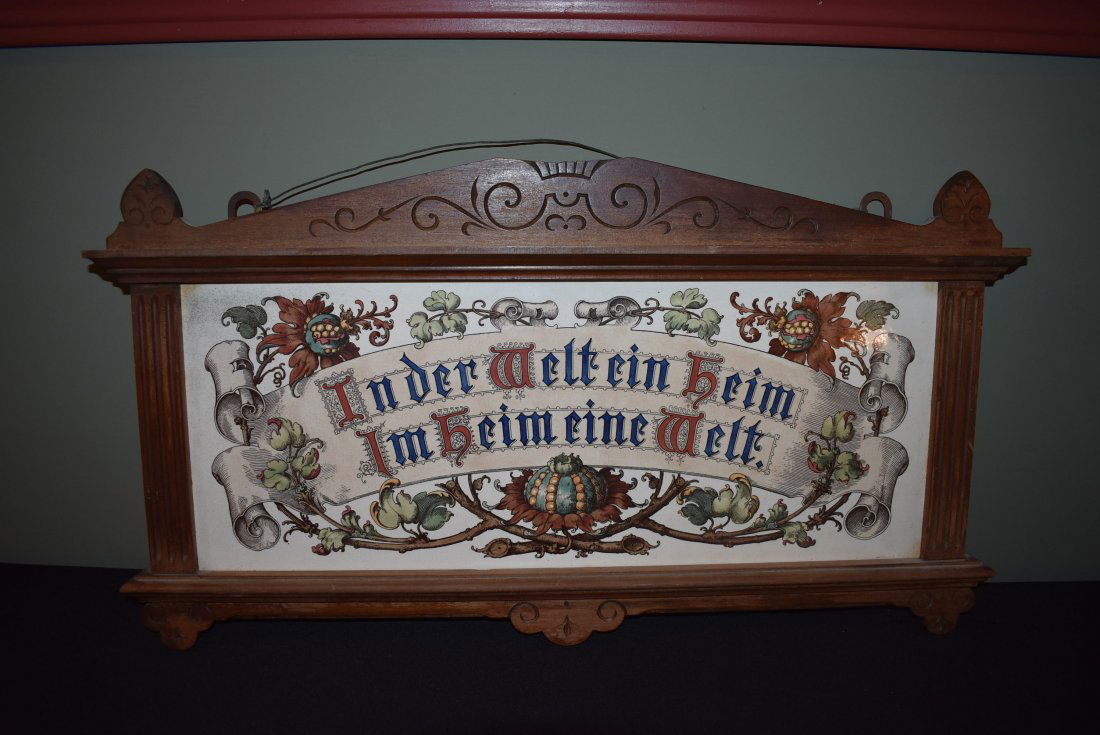 In der Welt ein Heim
Im Heim eine Welt.